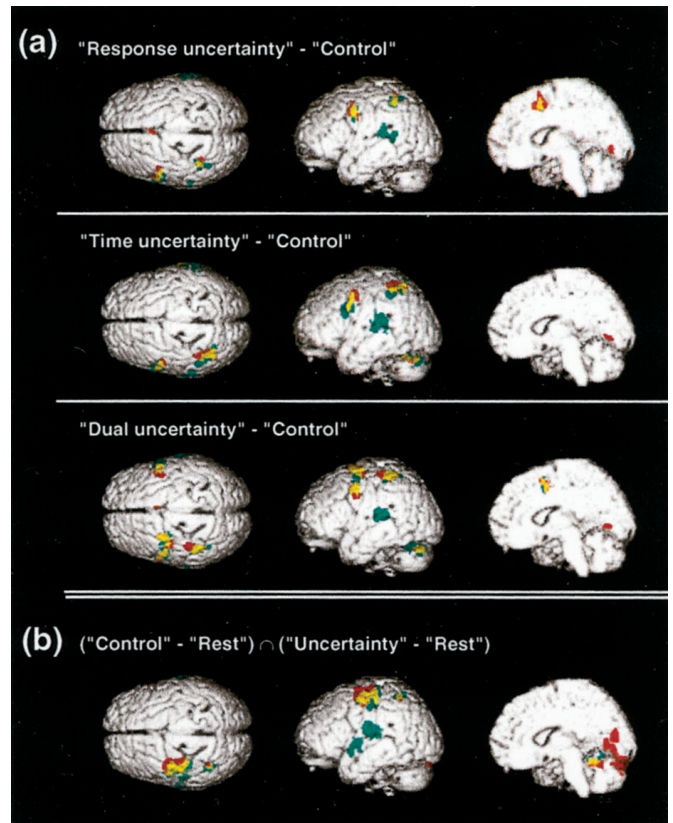 (a) "Response uncertainty" - "Control"
"Time uncertainty" - "Control"
"Dual uncertainty" - "Control"
(b) ("Control" - "Rest") ∩ ("Uncertainty" - "Rest")